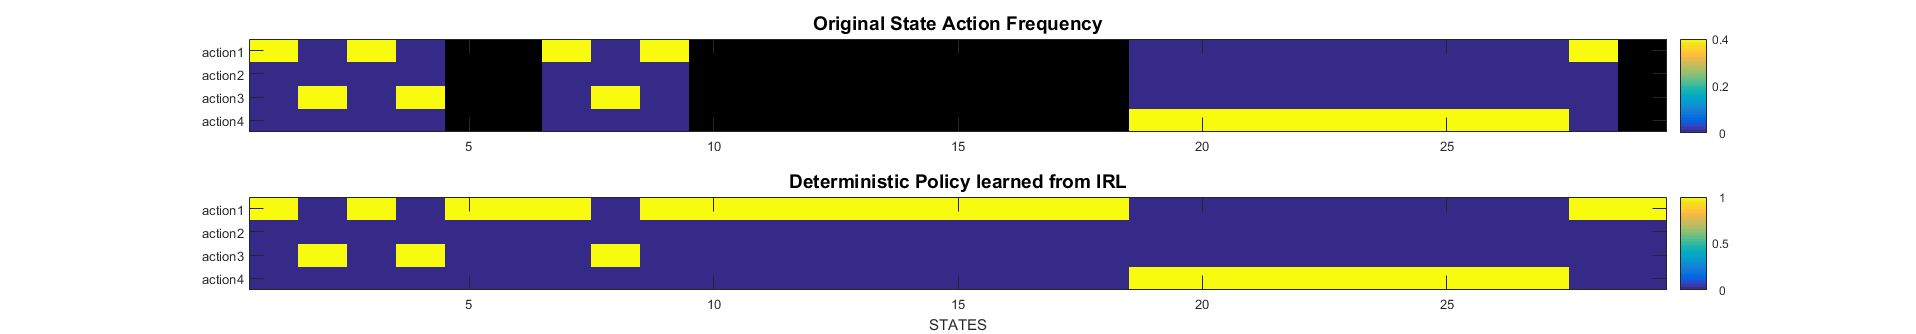 Original State Action Frequency
action1
action2
action3
action4
5 10 15 20 25
0.4
0.2
0
Deterministic Policy learned from IRL
action1
action2
action3
action4
5 10 15 20 25
STATES
1
0.5
0